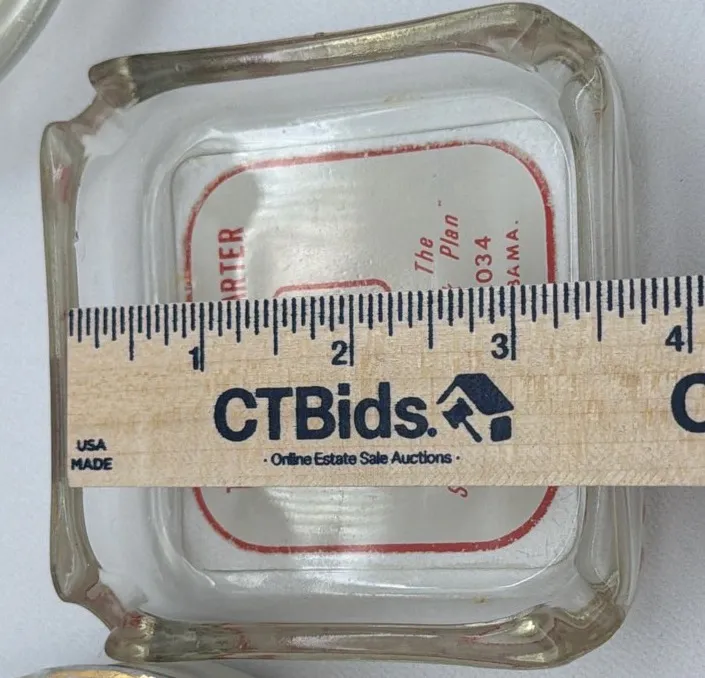 ARTER
The
Plan"
034
BAMA.
1 2 3 4
CTBids.
· Online Estate Sale Auctions ·
USA
MADE